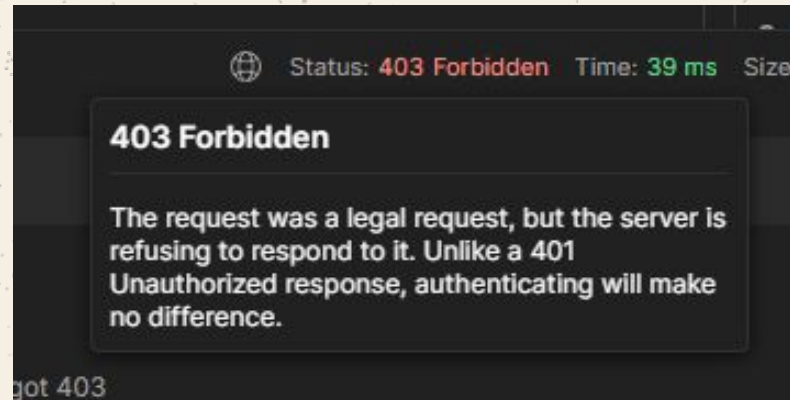 Status: 403 Forbidden Time: 39 ms Size
403 Forbidden
The request was a legal request, but the server is
refusing to respond to it. Unlike a 401
Unauthorized response, authenticating will make
no difference.
got 403